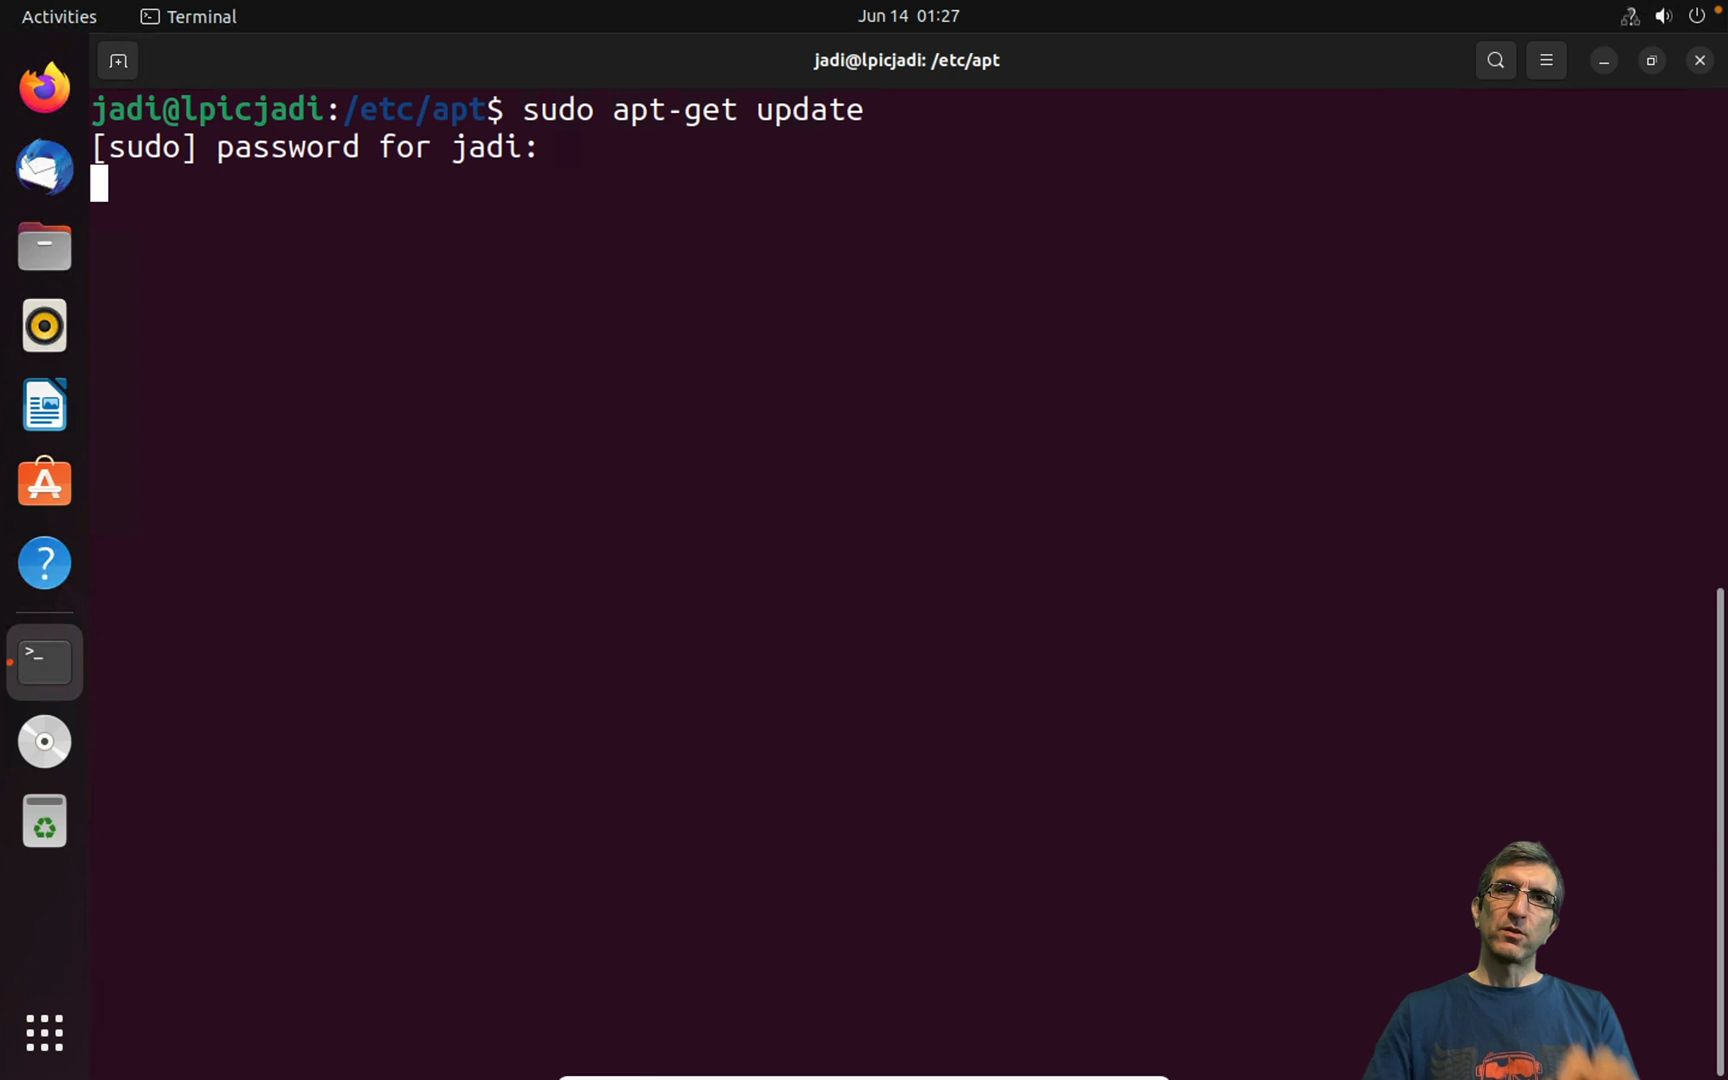 Activities
Terminal
Jun 14 01:27
jadi@lpicjadi: /etc/apt
jadi@lpicjadi:/etc/apt$ sudo apt-get update
[sudo] password for jadi: